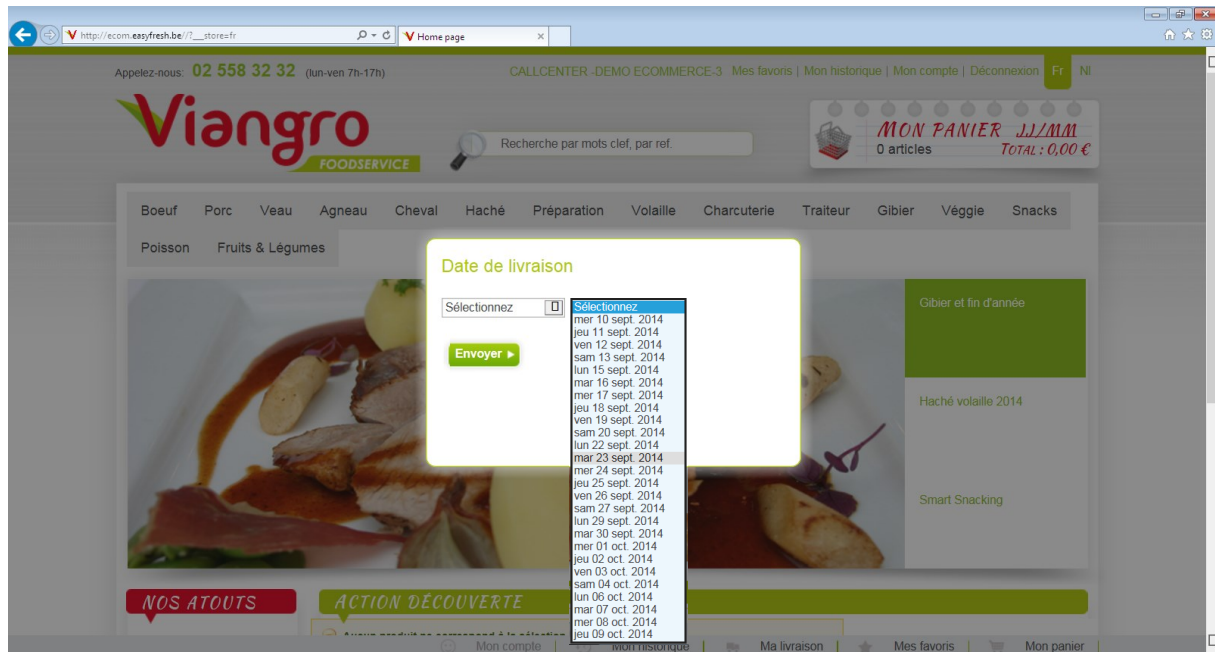 http://ecom.easyfresh.be//?___store=fr
Home page
Appelez-nous: 02 558 32 32 (lun-ven 7h-17h)
CALLCENTER -DEMO ECOMMERCE-3 Mes favoris | Mon historique | Mon compte | Déconnexion Fr Nl
Viangro
FOODSERVICE
Recherche par mots clef, par ref.
MON PANIER JJ/MM
0 articles TOTAL : 0,00 €
Boeuf Porc Veau Agneau Cheval Haché Préparation Volaille Charcuterie Traiteur Gibier Véggie Snacks
Poisson Fruits & Légumes
Date de livraison
Sélectionnez
Envoyer
Sélectionnez
mer 10 sept. 2014
jeu 11 sept. 2014
ven 12 sept. 2014
sam 13 sept. 2014
lun 15 sept. 2014
mar 16 sept. 2014
mer 17 sept. 2014
jeu 18 sept. 2014
ven 19 sept. 2014
sam 20 sept. 2014
lun 22 sept. 2014
mar 23 sept. 2014
mer 24 sept. 2014
jeu 25 sept. 2014
ven 26 sept. 2014
sam 27 sept. 2014
lun 29 sept. 2014
mar 30 sept. 2014
mer 01 oct. 2014
jeu 02 oct. 2014
ven 03 oct. 2014
sam 04 oct. 2014
lun 06 oct. 2014
mar 07 oct. 2014
mer 08 oct. 2014
jeu 09 oct. 2014
Gibier et fin d'année
Haché volaille 2014
Smart Snacking
NOS ATOUTS
ACTION DÉCOUVERTE
Aucun produit ne correspond à la sélection
Mon compte | Mon historique | Ma livraison | Mes favoris | Mon panier |